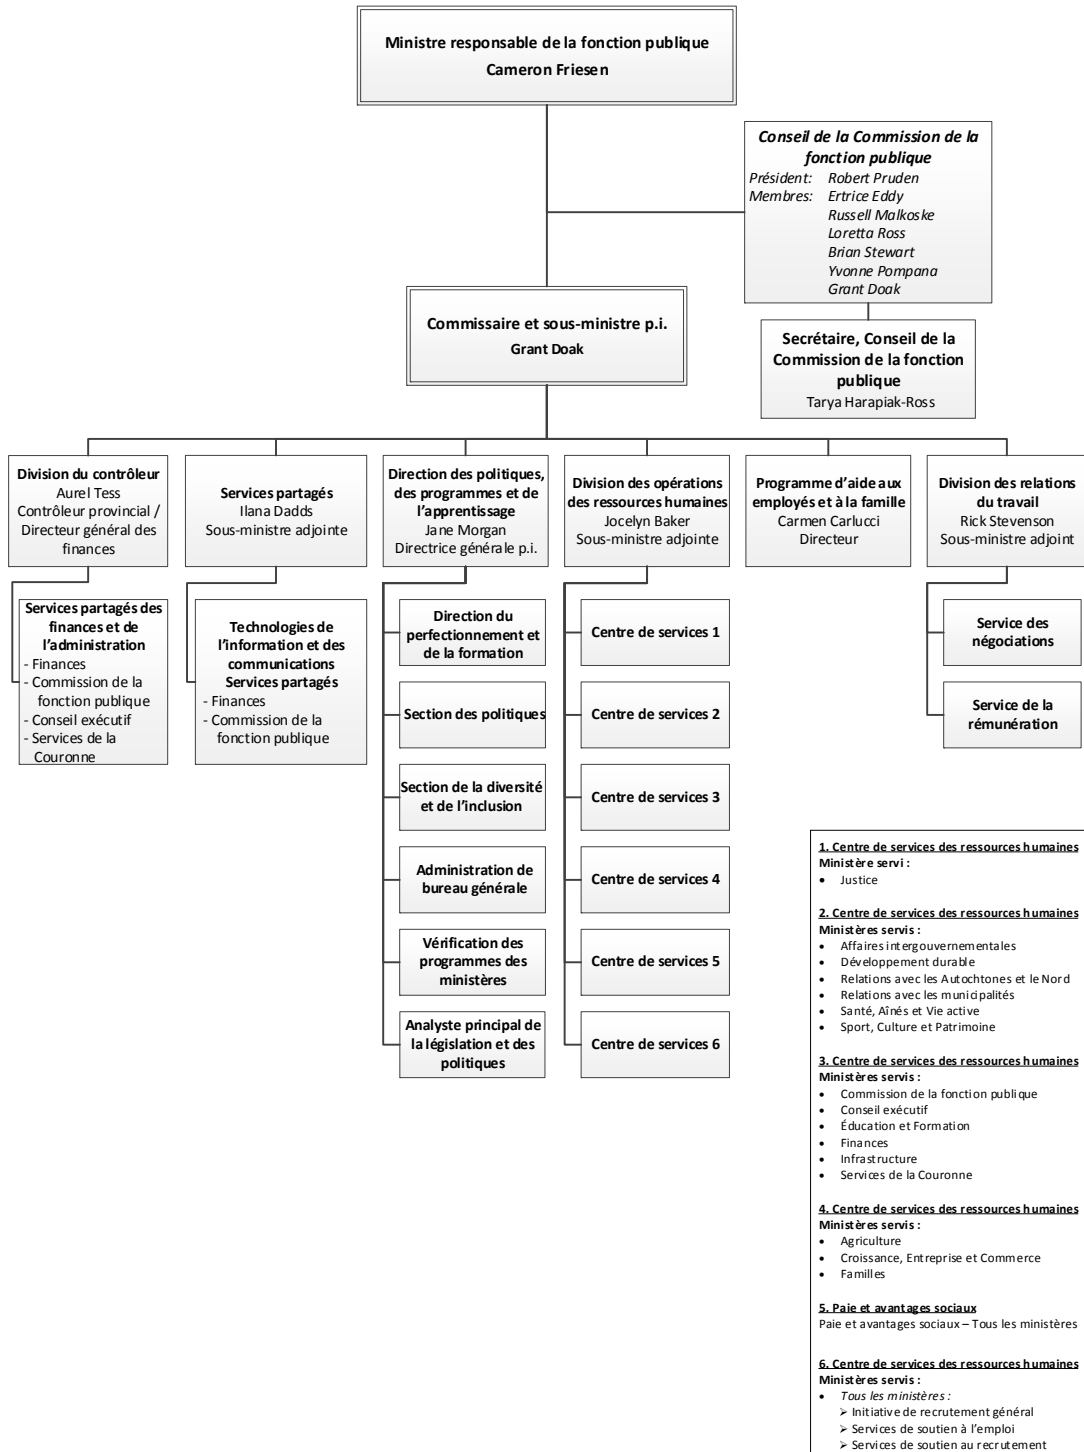 Ministre responsable de la fonction publique
Cameron Friesen
Conseil de la Commission de la
fonction publique
Président: Robert Pruden
Membres: Ertrice Eddy
Russell Malkoske
Loretta Ross
Brian Stewart
Yvonne Pompana
Grant Doak
Commissaire et sous-ministre p.i.
Grant Doak
Secrétaire, Conseil de la
Commission de la fonction
publique
Tarya Harapiak-Ross
Division du contrôleur
Aurel Tess
Contrôleur provincial /
Directeur général des
finances
Services partagés
Ilana Dadds
Sous-ministre adjointe
Direction des politiques,
des programmes et de
l'apprentissage
Jane Morgan
Directrice générale p.i.
Division des opérations
des ressources humaines
Jocelyn Baker
Sous-ministre adjointe
Programme d'aide aux
employés et à la famille
Carmen Carlucci
Directeur
Division des relations
du travail
Rick Stevenson
Sous-ministre adjoint
Services partagés des
finances et de
l'administration
- Finances
- Commission de la
fonction publique
- Conseil exécutif
- Services de la
Couronne
Technologies de
l'information et des
communications
Services partagés
- Finances
- Commission de la
fonction publique
Direction du
perfectionnement et
de la formation
Section des politiques
Section de la diversité
et de l'inclusion
Administration de
bureau générale
Vérification des
programmes des
ministères
Analyste principal de
la législation et des
politiques
Centre de services 1
Centre de services 2
Centre de services 3
Centre de services 4
Centre de services 5
Centre de services 6
Service des
négociations
Service de la
rémunération
1. Centre de services des ressources humaines
Ministère servi :
• Justice
2. Centre de services des ressources humaines
Ministères servis :
• Affaires intergouvernementales
• Développement durable
• Relations avec les Autochtones et le Nord
• Relations avec les municipalités
• Santé, Aînés et Vie active
• Sport, Culture et Patrimoine
3. Centre de services des ressources humaines
Ministères servis :
• Commission de la fonction publique
• Conseil exécutif
• Éducation et Formation
• Finances
• Infrastructure
• Services de la Couronne
4. Centre de services des ressources humaines
Ministères servis :
• Agriculture
• Croissance, Entreprise et Commerce
• Familles
5. Paie et avantages sociaux
Paie et avantages sociaux – Tous les ministères
6. Centre de services des ressources humaines
Ministères servis :
• Tous les ministères :
➢ Initiative de recrutement général
➢ Services de soutien à l'emploi
➢ Services de soutien au recrutement